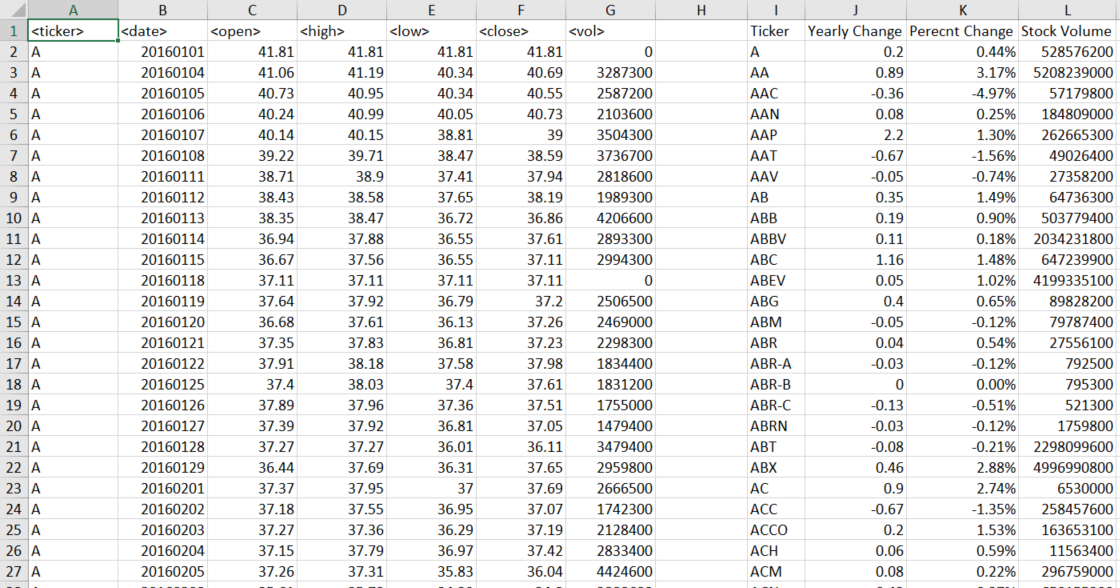 A B C D E F G H I J K L
1 <ticker> <date> <open> <high> <low> <close> <vol> Ticker Yearly Change Perecnt Change Stock Volume
2 A 20160101 41.81 41.81 41.81 41.81 0 A 0.2 0.44% 528576200
3 A 20160104 41.06 41.19 40.34 40.69 3287300 AA 0.89 3.17% 5208239000
4 A 20160105 40.73 40.95 40.34 40.55 2587200 AAC -0.36 -4.97% 57179800
5 A 20160106 40.24 40.99 40.05 40.73 2103600 AAN 0.08 0.25% 184809000
6 A 20160107 40.14 40.15 38.81 39 3504300 AAP 2.2 1.30% 262665300
7 A 20160108 39.22 39.71 38.47 38.59 3736700 AAT -0.67 -1.56% 49026400
8 A 20160111 38.71 38.9 37.41 37.94 2818600 AAV -0.05 -0.74% 27358200
9 A 20160112 38.43 38.58 37.65 38.19 1989300 AB 0.35 1.49% 64736300
10 A 20160113 38.35 38.47 36.72 36.86 4206600 ABB 0.19 0.90% 503779400
11 A 20160114 36.94 37.88 36.55 37.61 2893300 ABBV 0.11 0.18% 2034231800
12 A 20160115 36.67 37.56 36.55 37.11 2994300 ABC 1.16 1.48% 647239900
13 A 20160118 37.11 37.11 37.11 37.11 0 ABEV 0.05 1.02% 4199335100
14 A 20160119 37.64 37.92 36.79 37.2 2506500 ABG 0.4 0.65% 89828200
15 A 20160120 36.68 37.61 36.13 37.26 2469000 ABM -0.05 -0.12% 79787400
16 A 20160121 37.35 37.83 36.81 37.23 2298300 ABR 0.04 0.54% 27556100
17 A 20160122 37.91 38.18 37.58 37.98 1834400 ABR-A -0.03 -0.12% 792500
18 A 20160125 37.4 38.03 37.4 37.61 1831200 ABR-B 0 0.00% 795300
19 A 20160126 37.89 37.96 37.36 37.51 1755000 ABR-C -0.13 -0.51% 521300
20 A 20160127 37.39 37.92 36.81 37.05 1479400 ABRN -0.03 -0.12% 1759800
21 A 20160128 37.27 37.27 36.01 36.11 3479400 ABT -0.08 -0.21% 2298099600
22 A 20160129 36.44 37.69 36.31 37.65 2959800 ABX 0.46 2.88% 4996990800
23 A 20160201 37.37 37.95 37 37.69 2666500 AC 0.9 2.74% 6530000
24 A 20160202 37.18 37.55 36.95 37.07 1742300 ACC -0.67 -1.35% 258457600
25 A 20160203 37.27 37.36 36.29 37.19 2128400 ACCO 0.2 1.53% 163653100
26 A 20160204 37.15 37.79 36.97 37.42 2833400 ACH 0.06 0.59% 11563400
27 A 20160205 37.26 37.31 35.83 36.04 4424600 ACM 0.08 0.22% 296759000